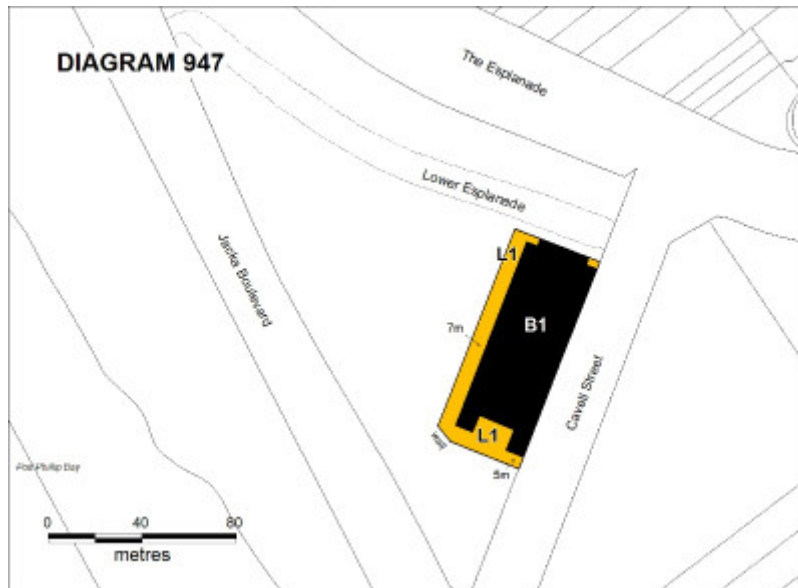 DIAGRAM 947
The Esplanade
Lower Esplanade
L1
Jacka Boulevard
B1
7m
Cavell Street
L1
5m
Port Phillip Bay
0 40 80
metres